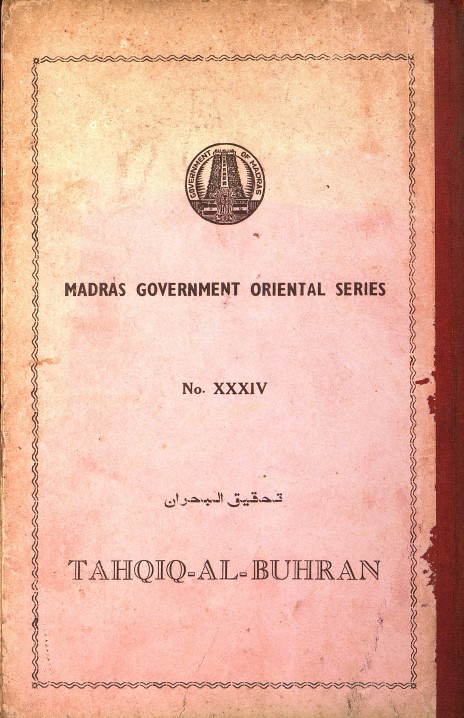 GOVERNMENT OF MADRAS
MADRAS GOVERNMENT ORIENTAL SERIES
No. XXXIV
تحقيق البحران
TAHQIQ-AL-BUHRAN